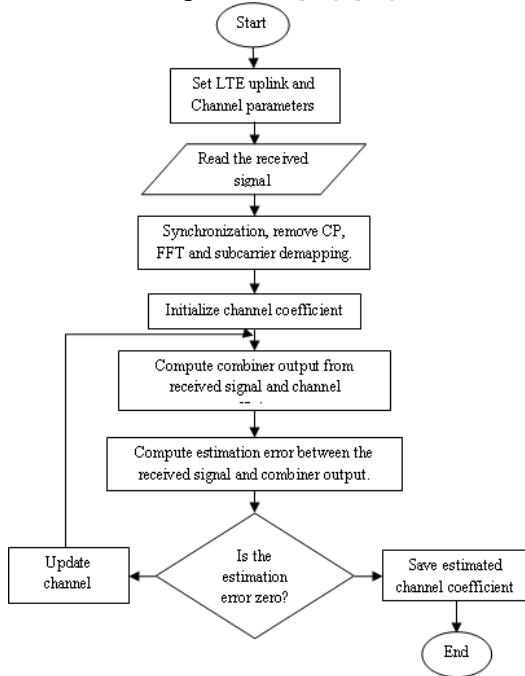 Start
Set LTE uplink and
Channel parameters
Read the received
signal
Synchronization, remove CP,
FFT and subcarrier demapping.
Initialize channel coefficient
Compute combiner output from
received signal and channel
Compute estimation error between the
received signal and combiner output.
Is the
estimation
error zero?
Update
channel
Save estimated
channel coefficient
End